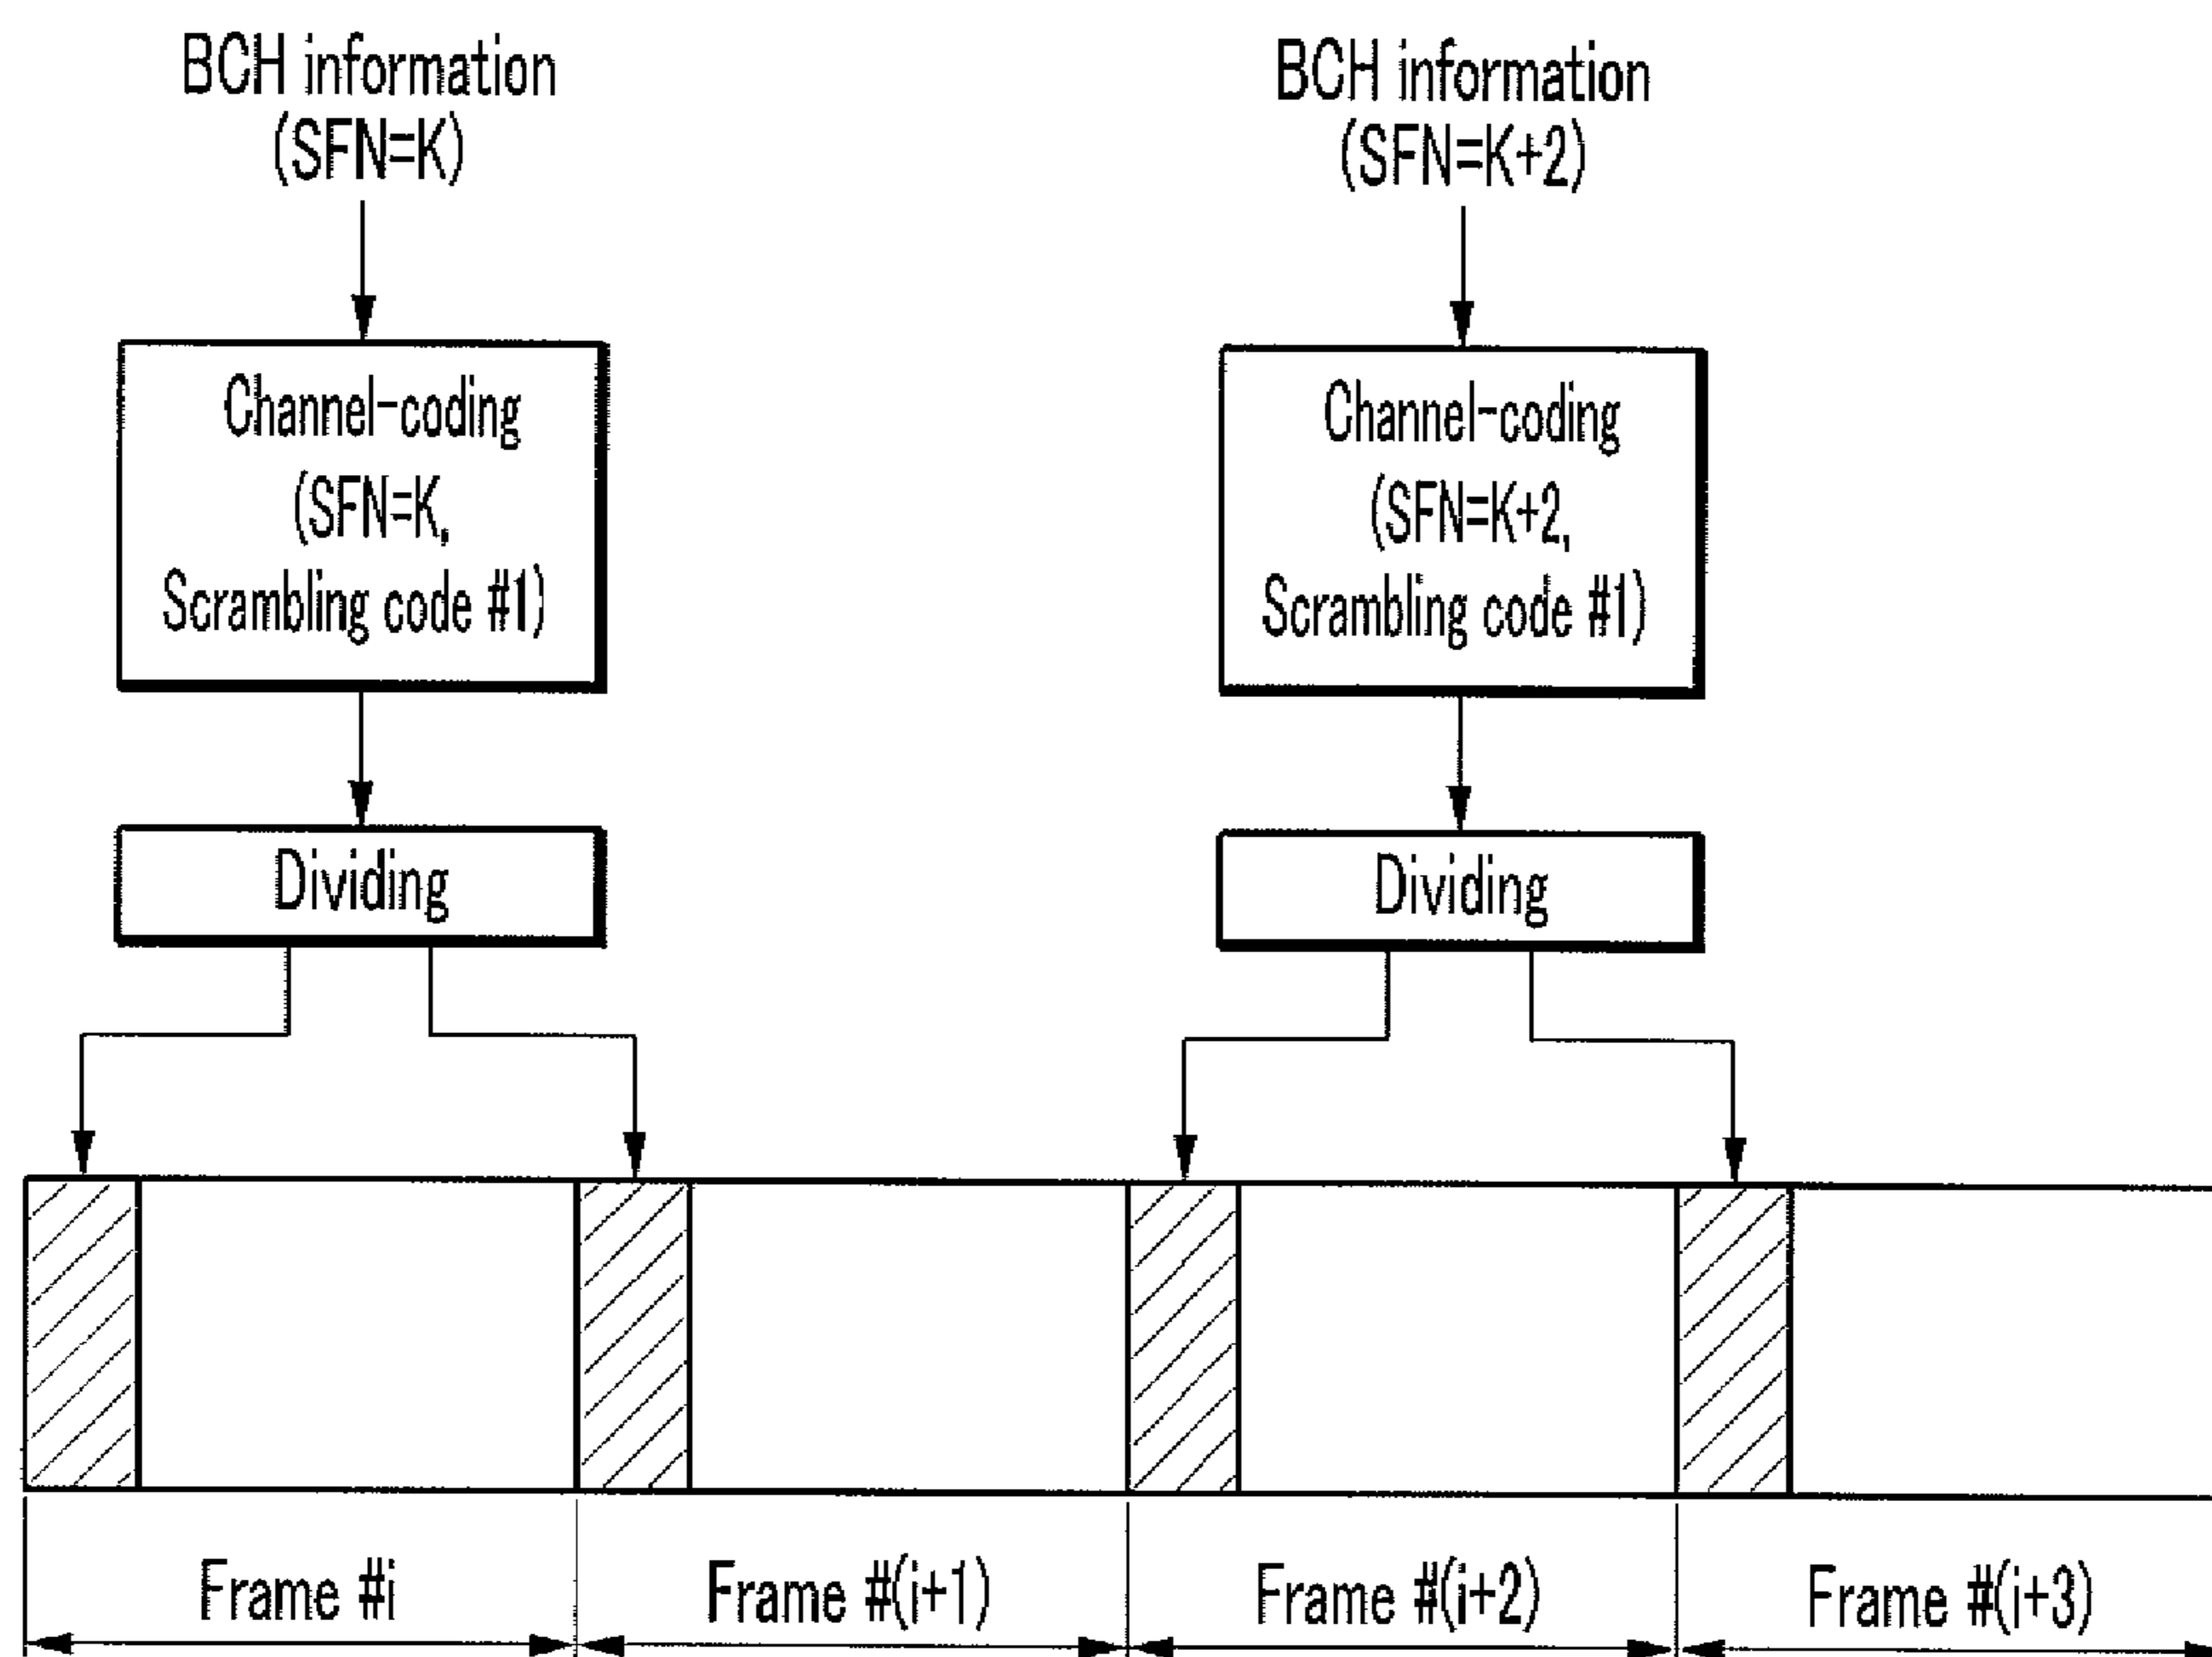 BCH information
(SFN=K)
BCH information
(SFN=K+2)
Channel-coding
(SFN=K,
Scrambling code #1)
Channel-coding
(SFN=K+2,
Scrambling code #1)
Dividing
Dividing
Frame #i
Frame #(i+1)
Frame #(i+2)
Frame #(i+3)